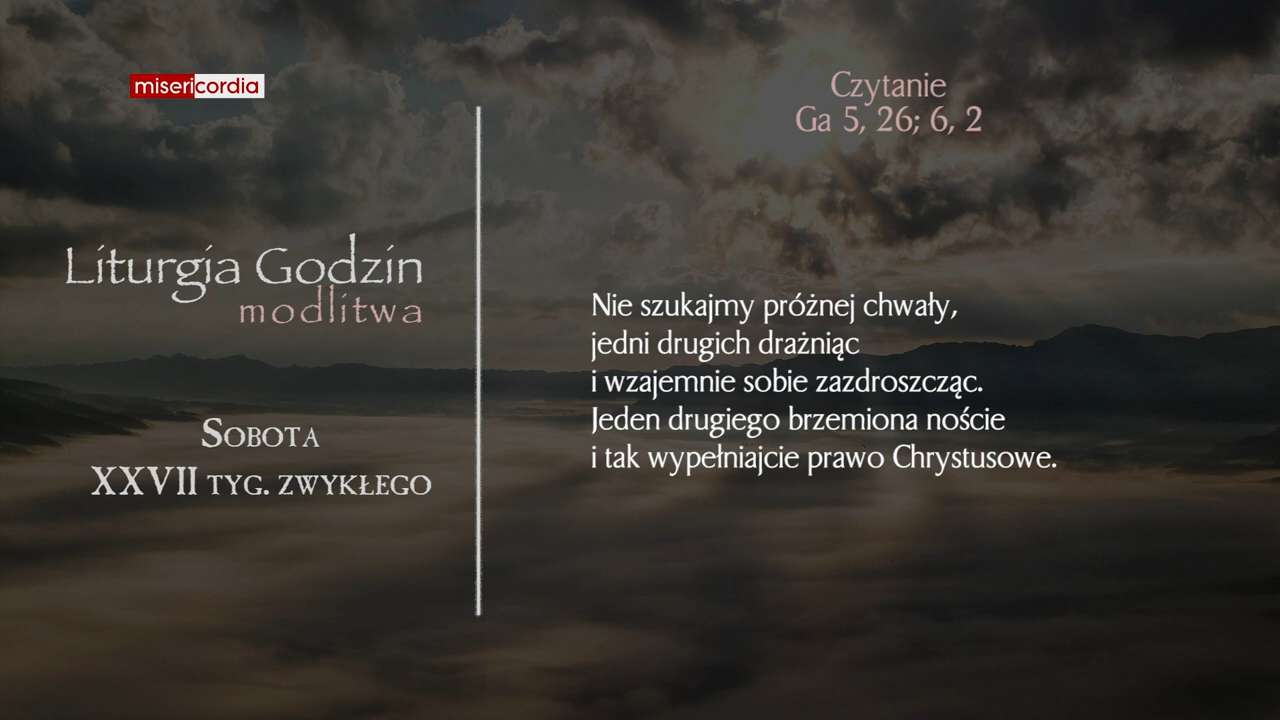 misericordia
Liturgia Godzin
modlitwa
Sobota
XXVII tyg. zwykłego
Czytanie
Ga 5, 26; 6, 2
Nie szukajmy próżnej chwały,
jedni drugich drażniąc
i wzajemnie sobie zazdroszcząc.
Jeden drugiego brzemiona noście
i tak wypełniajcie prawo Chrystusowe.